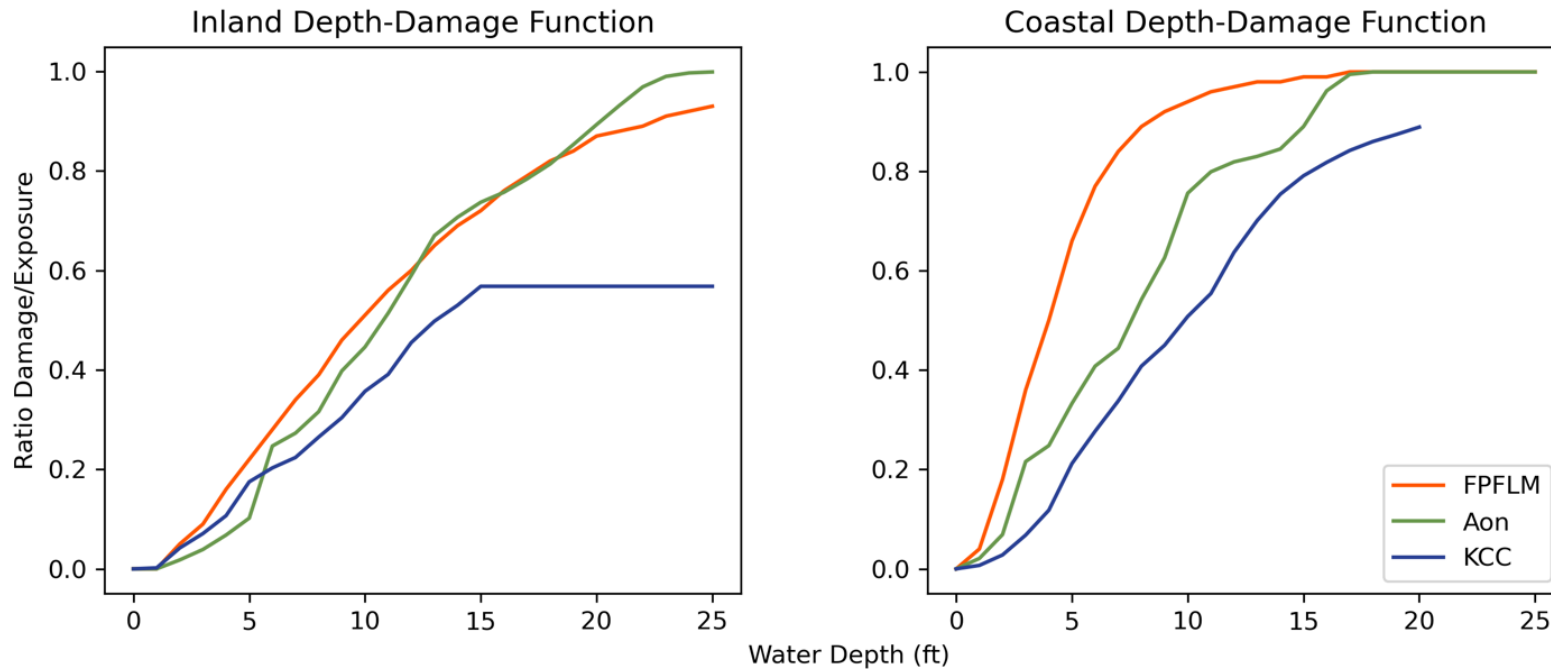 Inland Depth-Damage Function
Coastal Depth-Damage Function
Ratio Damage/Exposure
1.0
0.8
0.6
0.4
0.2
0.0
0 5 10 15 20 25
1.0
0.8
0.6
0.4
0.2
0.0
0 5 10 15 20 25
FPFLM
Aon
KCC
Water Depth (ft)